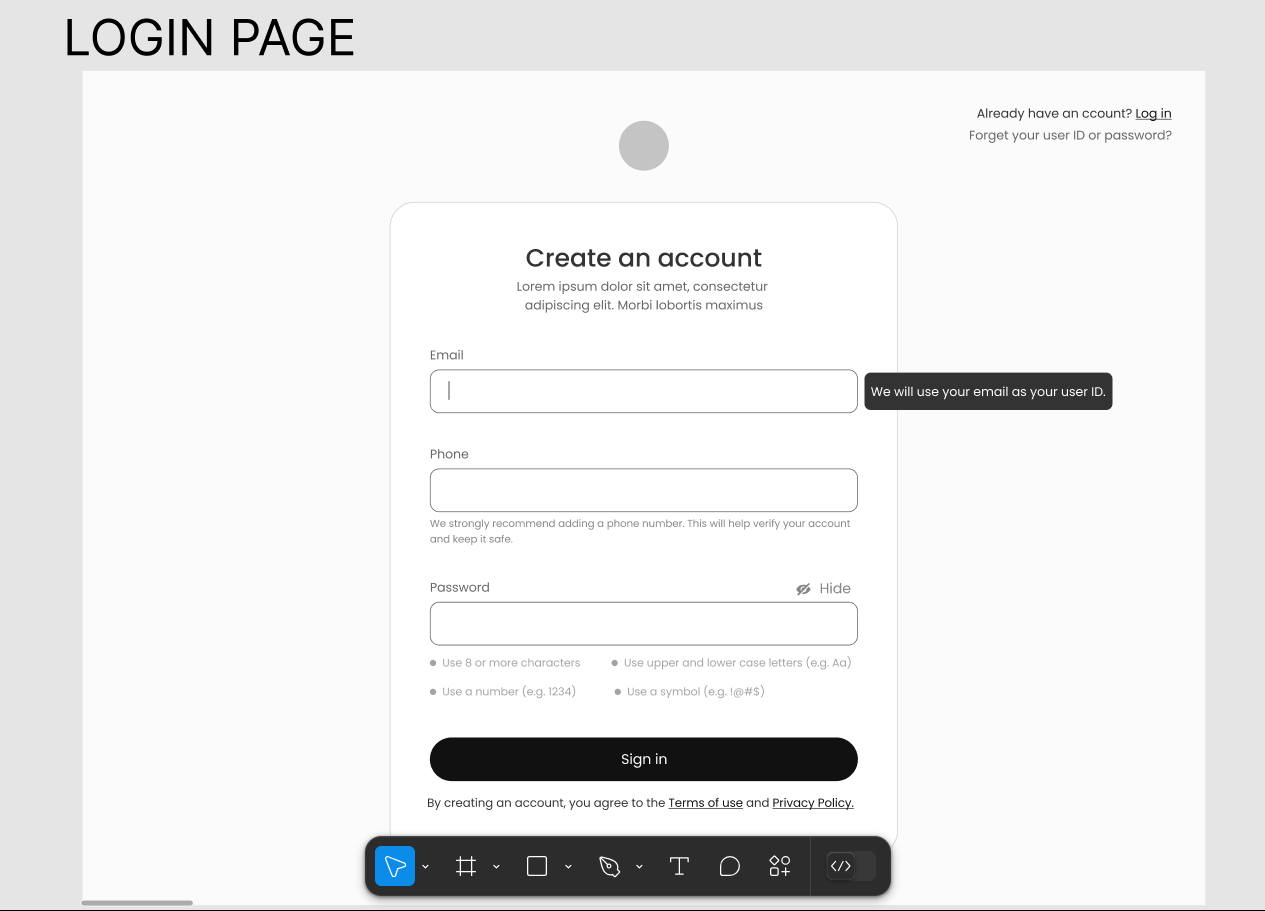 LOGIN PAGE
Already have an ccount? Log in
Forget your user ID or password?
Create an account
Lorem ipsum dolor sit amet, consectetur
adipiscing elit. Morbi lobortis maximus
Email
We will use your email as your user ID.
Phone
We strongly recommend adding a phone number. This will help verify your account
and keep it safe.
Password
Hide
Use 8 or more characters
Use upper and lower case letters (e.g. Aa)
Use a number (e.g. 1234)
Use a symbol (e.g. !@#$)
Sign in
By creating an account, you agree to the Terms of use and Privacy Policy.